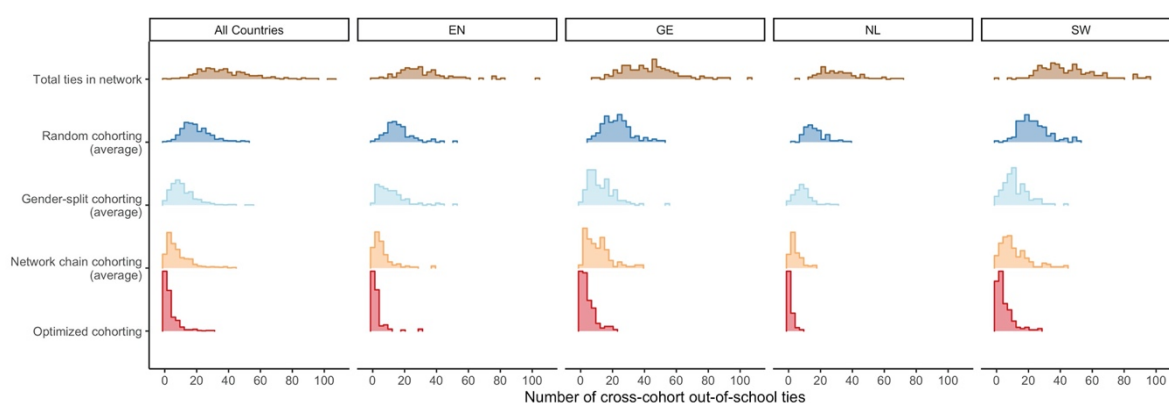 All Countries
EN
GE
NL
SW
Total ties in network
Random cohorting
(average)
Gender-split cohorting
(average)
Network chain cohorting
(average)
Optimized cohorting
0 20 40 60 80 100
0 20 40 60 80 100
0 20 40 60 80 100
0 20 40 60 80 100
0 20 40 60 80 100
Number of cross-cohort out-of-school ties